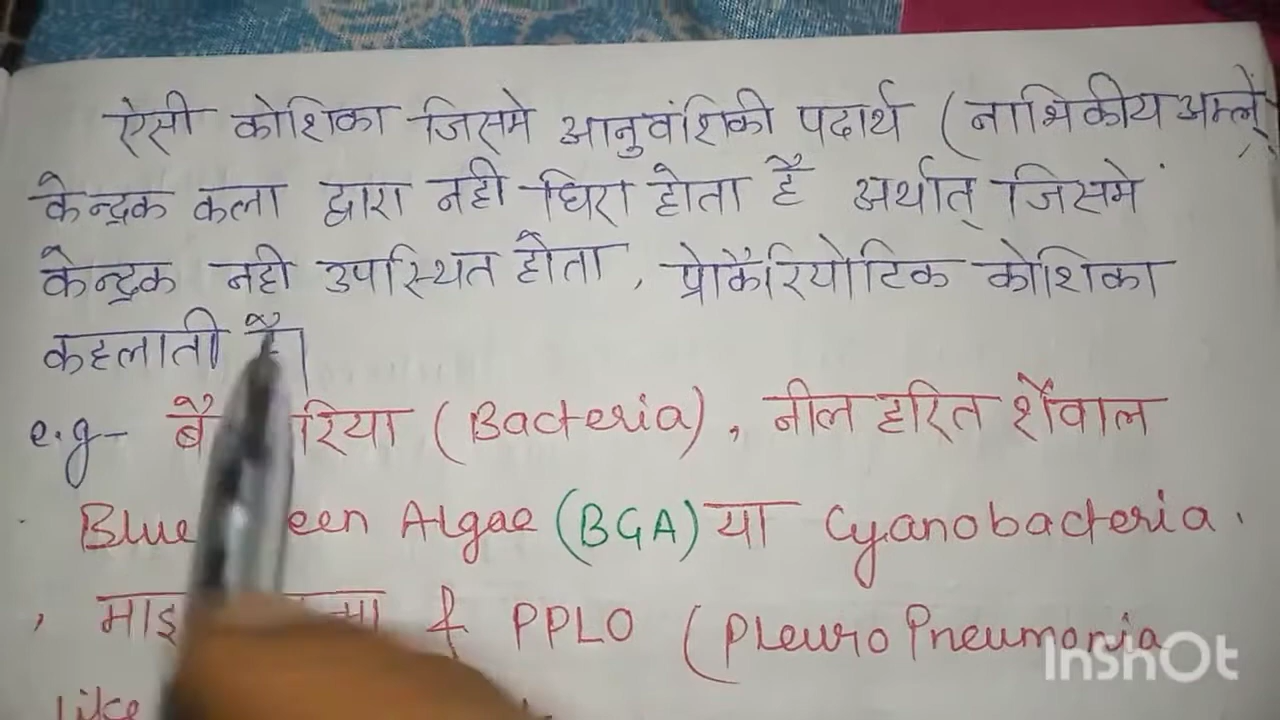 ऐसी कोशिका जिसमे आनुवंशिकी पदार्थ (नाभिकीय अम्ल)
केन्द्रक कला द्वारा नही घिरा होता है अर्थात् जिसमें
केन्द्रक नही उपस्थित होता, प्रोकैरियोटिक कोशिका
कहलाती है।
e.g- (Bacteria), नील हरित शैवाल
Blue Algae (BGA) या Cyanobacteria.
, & PPLO (Pleuro Pneumonia
like
InShOt